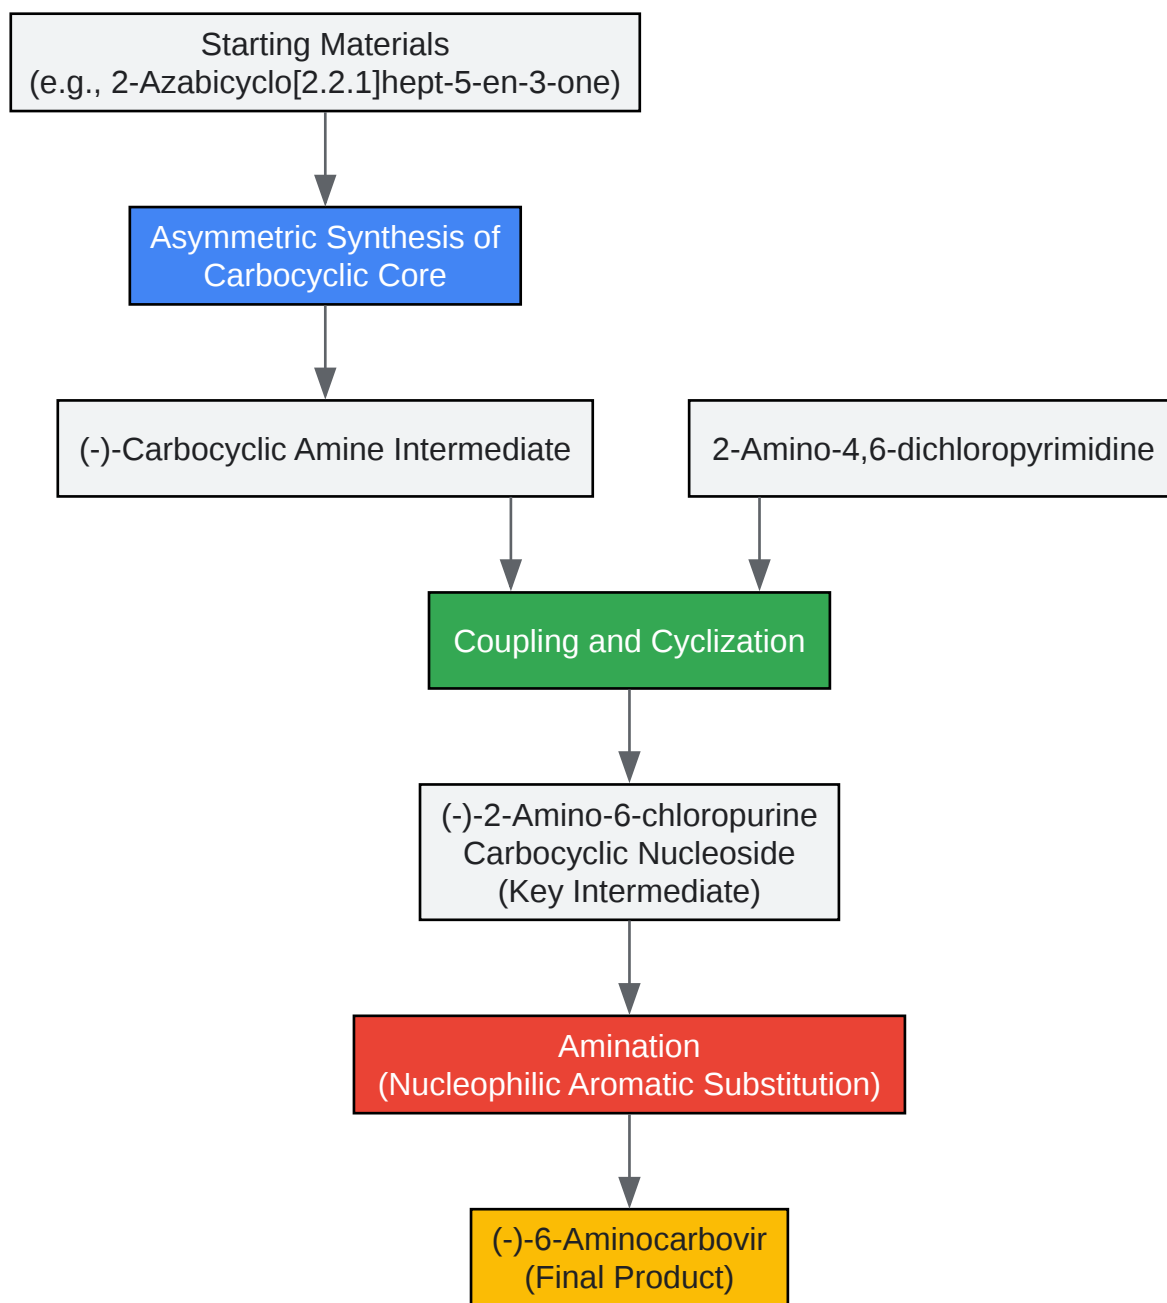 Starting Materials
(e.g., 2-Azabicyclo[2.2.1]hept-5-en-3-one)
Asymmetric Synthesis of
Carbocyclic Core
(-)-Carbocyclic Amine Intermediate
2-Amino-4,6-dichloropyrimidine
Coupling and Cyclization
(-)-2-Amino-6-chloropurine
Carbocyclic Nucleoside
(Key Intermediate)
Amination
(Nucleophilic Aromatic Substitution)
(-)-6-Aminocarbovir
(Final Product)